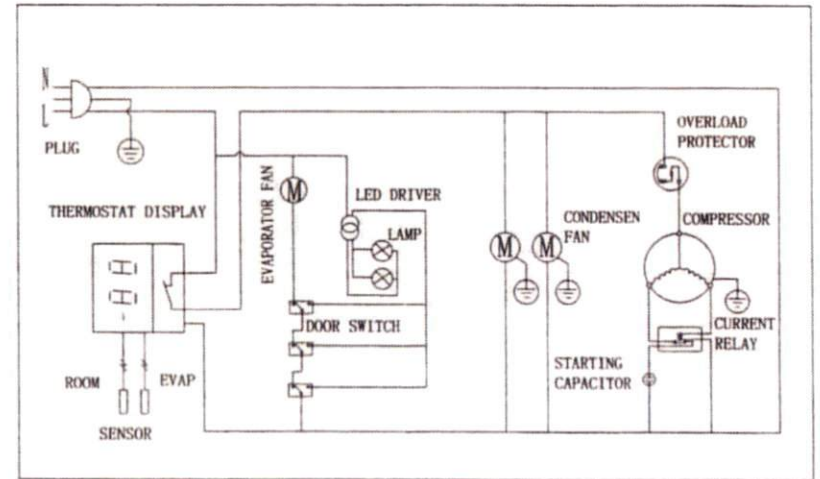 N
L
PLUG
OVERLOAD
PROTECTOR
THERMOSTAT DISPLAY
EVAPORATOR FAN
LED DRIVER
LAMP
M
M
M
CONDENSEN
FAN
COMPRESSOR
DOOR SWITCH
CURRENT
RELAY
STARTING
CAPACITOR
ROOM
EVAP
SENSOR